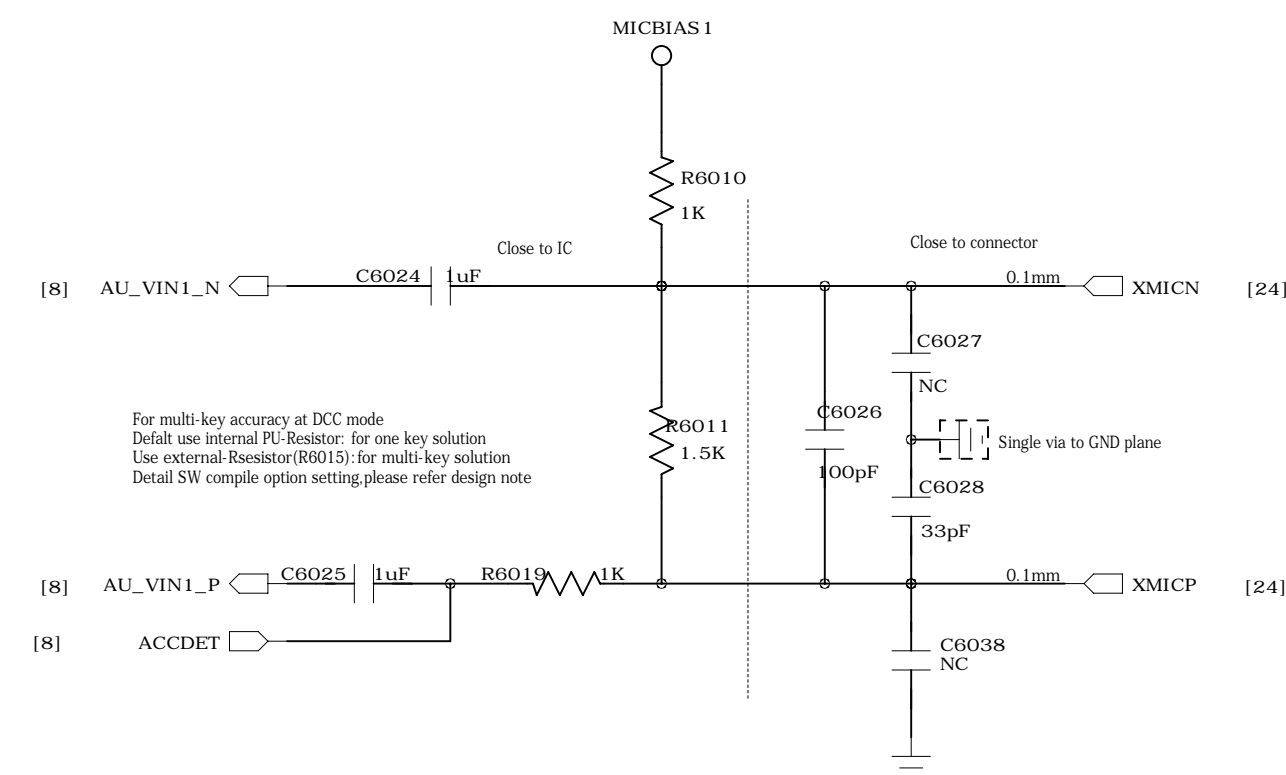 MICBIAS1
R6010
1K
Close to IC
Close to connector
[8] AU_VIN1_N C6024 1uF 0.1mm XMICN [24]
C6027
NC
For multi-key accuracy at DCC mode
Defalt use internal PU-Resistor: for one key solution
Use external-Rsesistor(R6015):for multi-key solution
Detail SW compile option setting,please refer design note
R6011
1.5K
C6026
100pF
Single via to GND plane
C6028
33pF
[8] AU_VIN1_P C6025 1uF R6019 1K 0.1mm XMICP [24]
[8] ACCDET
C6038
NC